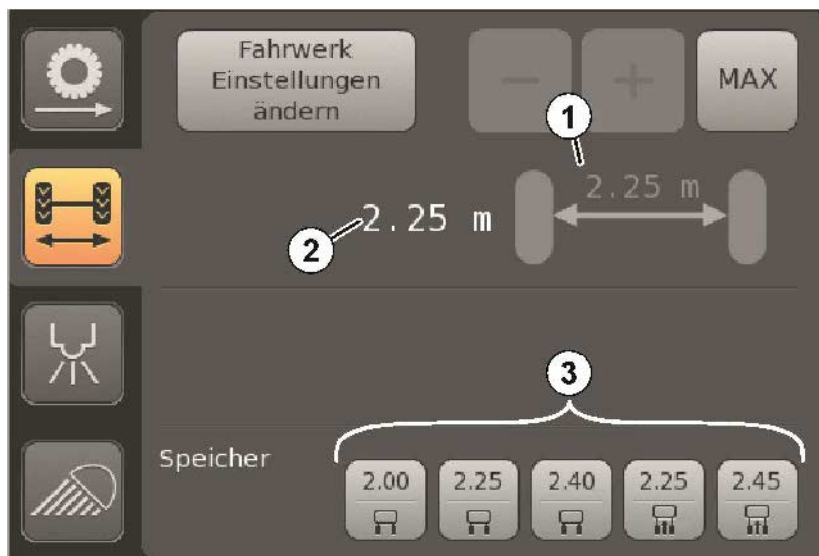 Fahrwerk
Einstellungen
ändern
− + MAX
1
2.25 m
2.25 m
2
3
Speicher
2.00 2.25 2.40 2.25 2.45